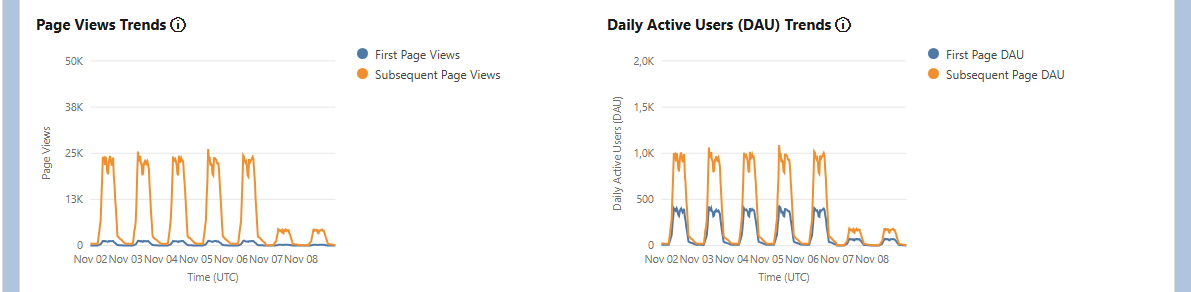 Page Views Trends
50K
38K
25K
13K
0
Page Views
Nov 02 Nov 03 Nov 04 Nov 05 Nov 06 Nov 07 Nov 08
Time (UTC)
First Page Views
Subsequent Page Views
Daily Active Users (DAU) Trends
2,0K
1,5K
1,0K
500
0
Daily Active Users (DAU)
Nov 02 Nov 03 Nov 04 Nov 05 Nov 06 Nov 07 Nov 08
Time (UTC)
First Page DAU
Subsequent Page DAU